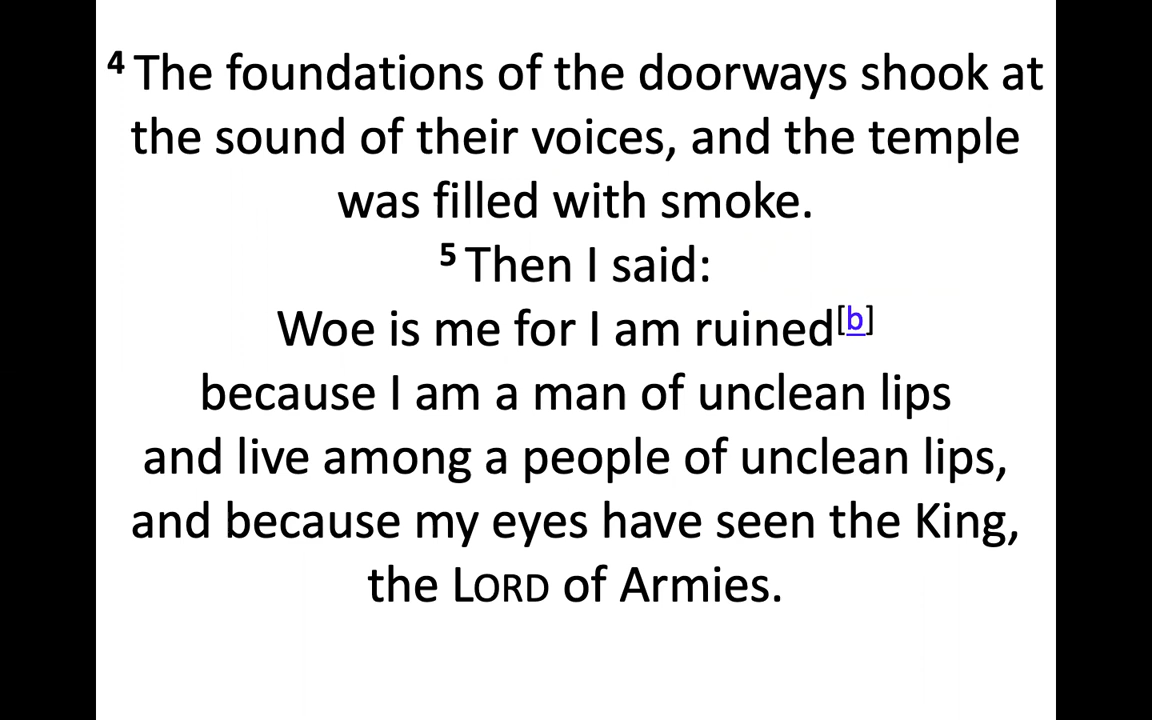 4 The foundations of the doorways shook at
the sound of their voices, and the temple
was filled with smoke.
5 Then I said:
Woe is me for I am ruined[b]
because I am a man of unclean lips
and live among a people of unclean lips,
and because my eyes have seen the King,
the LORD of Armies.